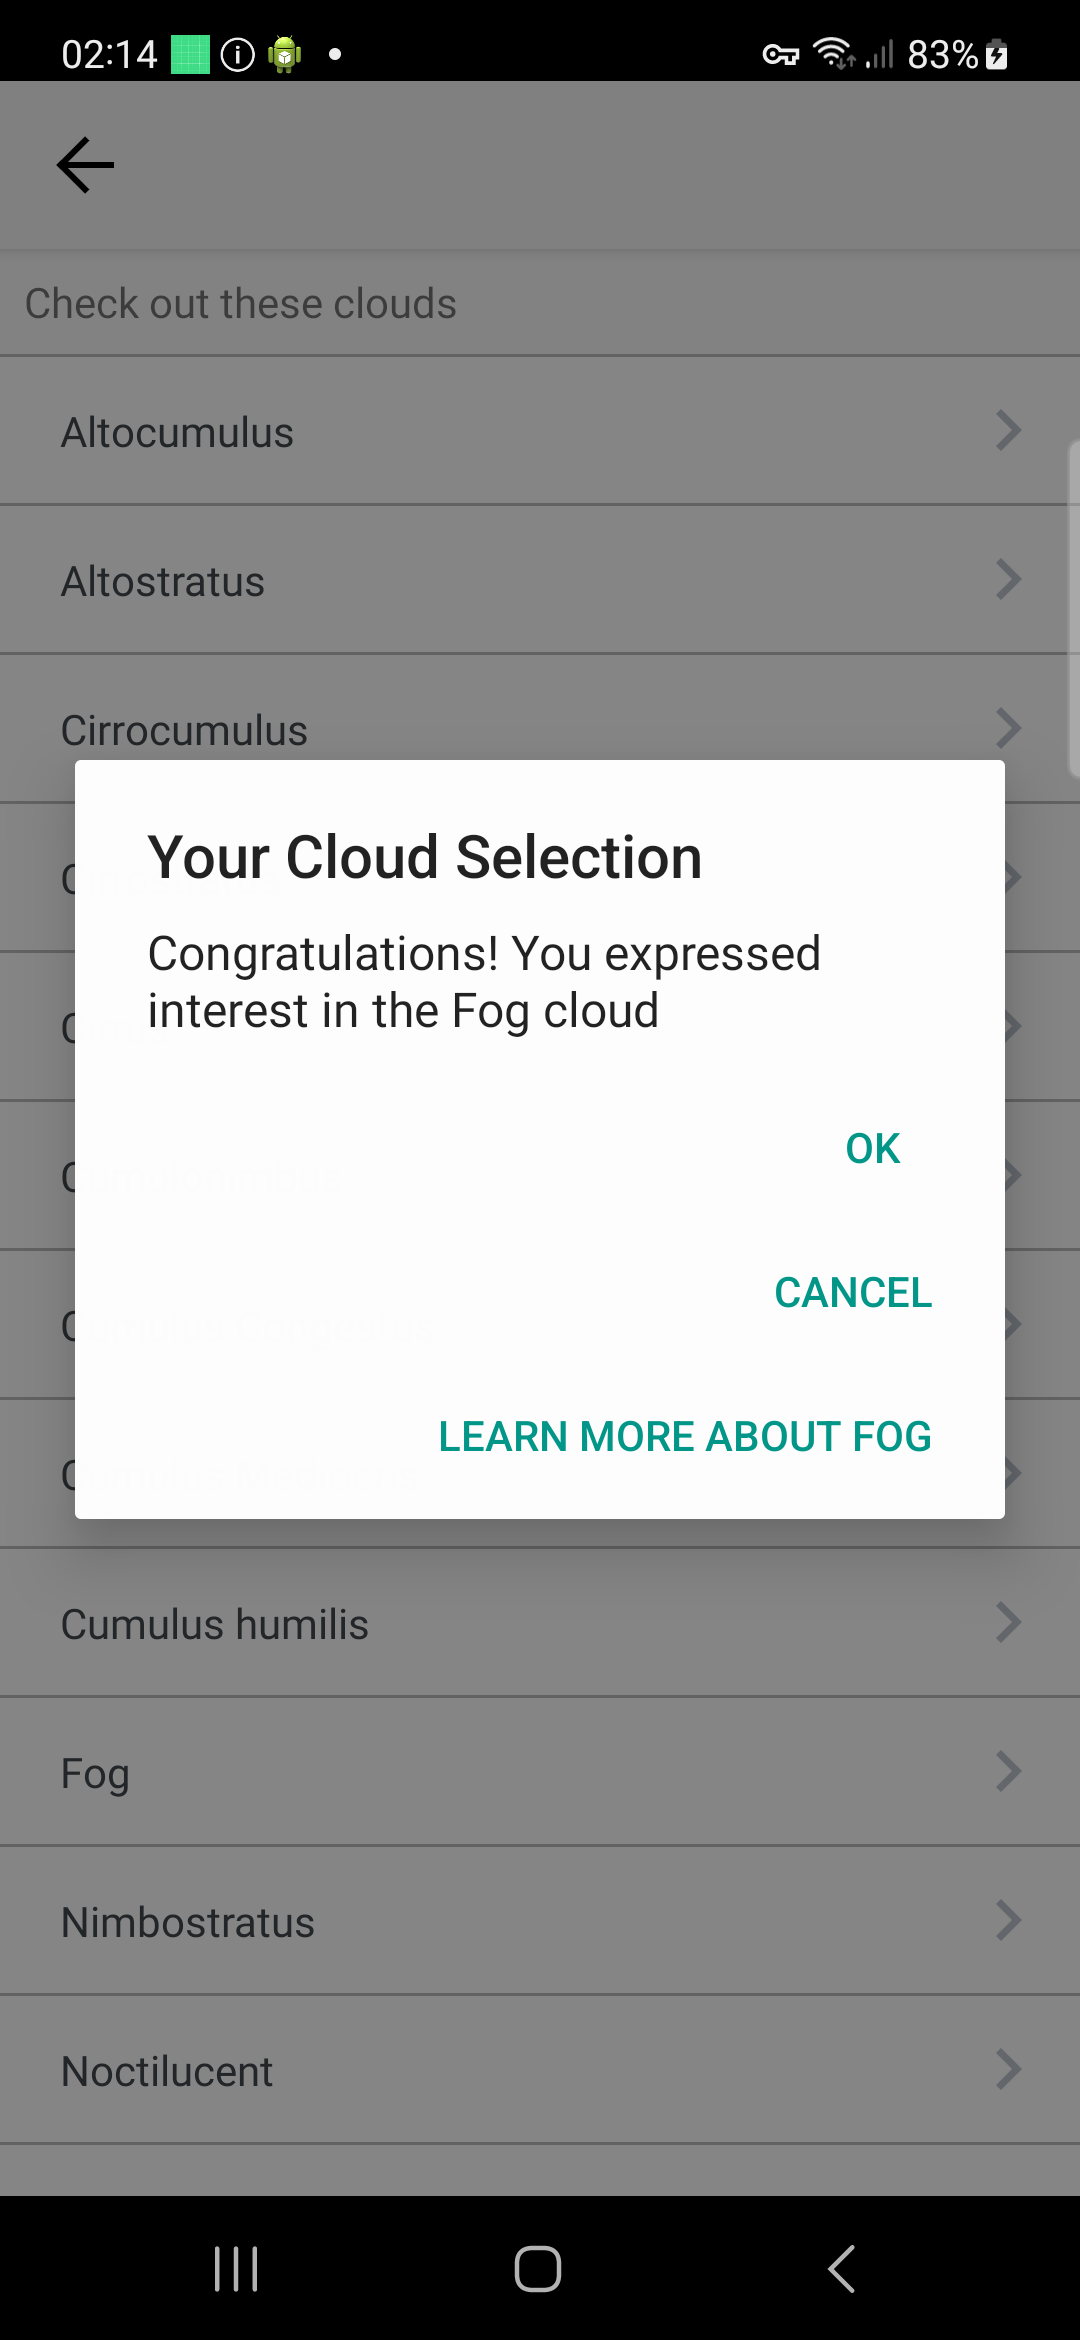 02:14
83%
Check out these clouds
Altocumulus
Altostratus
Cirrocumulus
Your Cloud Selection
Congratulations! You expressed
interest in the Fog cloud
OK
CANCEL
LEARN MORE ABOUT FOG
Cumulus humilis
Fog
Nimbostratus
Noctilucent